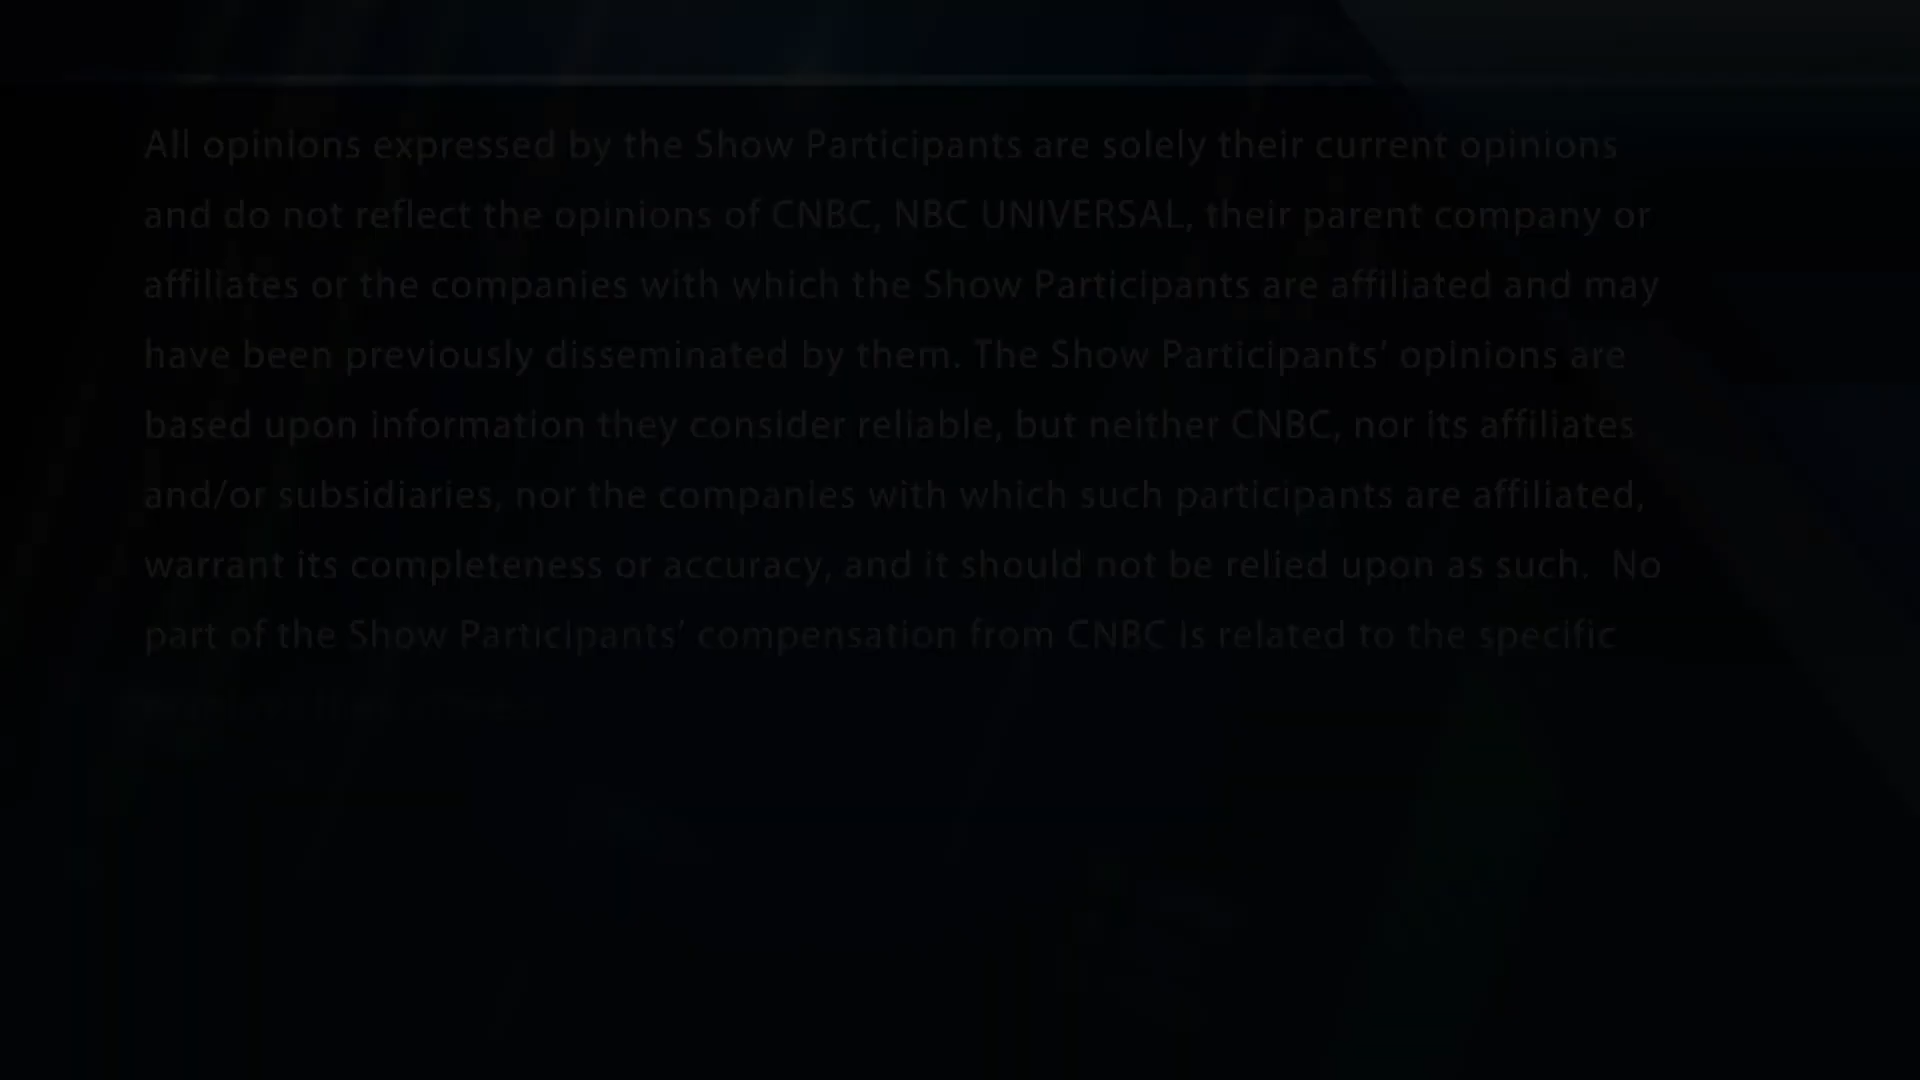 All opinions expressed by the Show Participants are solely their current opinions
and do not reflect the opinions of CNBC, NBC UNIVERSAL, their parent company or
affiliates or the companies with which the Show Participants are affiliated and may
have been previously disseminated by them. The Show Participants’ opinions are
based upon information they consider reliable, but neither CNBC, nor its affiliates
and/or subsidiaries, nor the companies with which such participants are affiliated,
warrant its completeness or accuracy, and it should not be relied upon as such.  No
part of the Show Participants’ compensation from CNBC is related to the specific